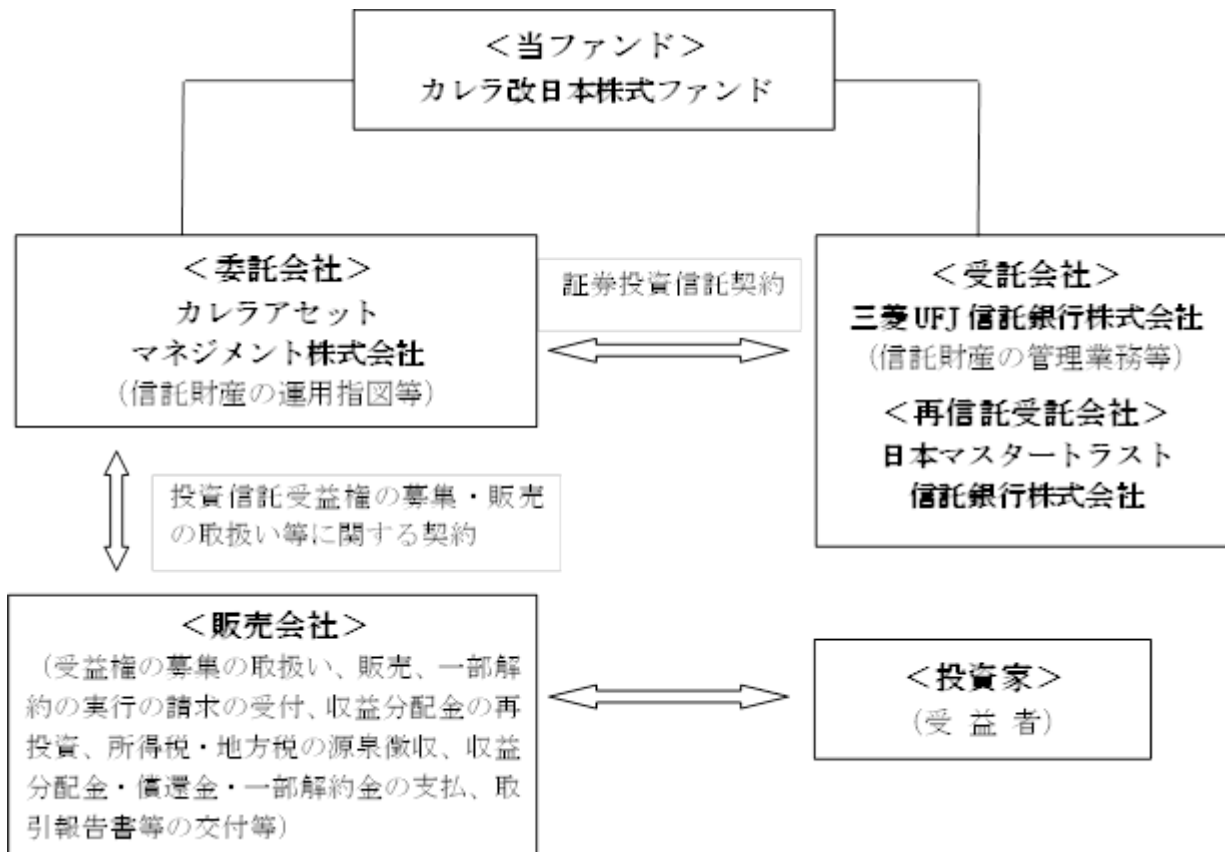 ＜当ファンド＞
カレラ改日本株式ファンド
＜委託会社＞
カレラアセット
マネジメント株式会社
（信託財産の運用指図等）
証券投資信託契約
＜受託会社＞
三菱UFJ信託銀行株式会社
（信託財産の管理業務等）
＜再信託受託会社＞
日本マスタートラスト
信託銀行株式会社
投資信託受益権の募集・販売
の取扱い等に関する契約
＜販売会社＞
（受益権の募集の取扱い、販売、一部解
約の実行の請求の受付、収益分配金の再
投資、所得税・地方税の源泉徴収、収益
分配金・償還金・一部解約金の支払、取
引報告書等の交付等）
＜投資家＞
（受 益 者）